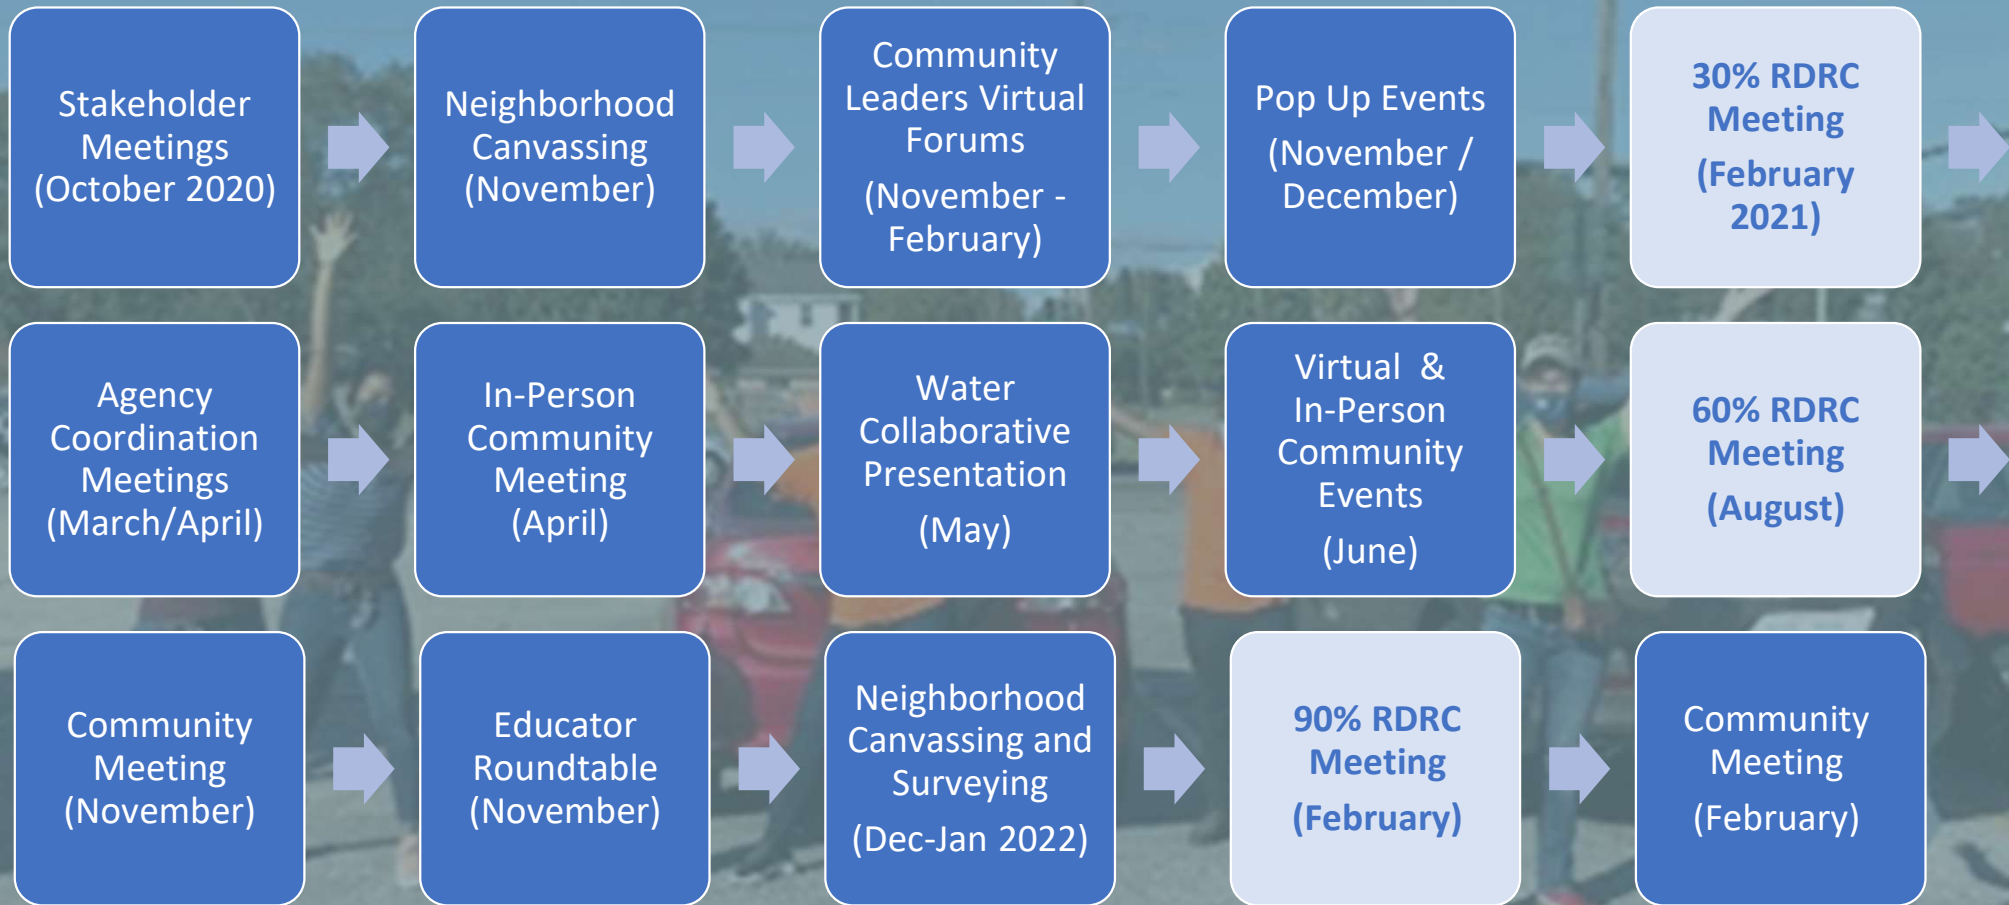 Stakeholder
Meetings
(October 2020)
Neighborhood
Canvassing
(November)
Community
Leaders Virtual
Forums
(November -
February)
Pop Up Events
(November /
December)
30% RDRC
Meeting
(February
2021)
Agency
Coordination
Meetings
(March/April)
In-Person
Community
Meeting
(April)
Water
Collaborative
Presentation
(May)
Virtual &
In-Person
Community
Events
(June)
60% RDRC
Meeting
(August)
Community
Meeting
(November)
Educator
Roundtable
(November)
Neighborhood
Canvassing and
Surveying
(Dec-Jan 2022)
90% RDRC
Meeting
(February)
Community
Meeting
(February)